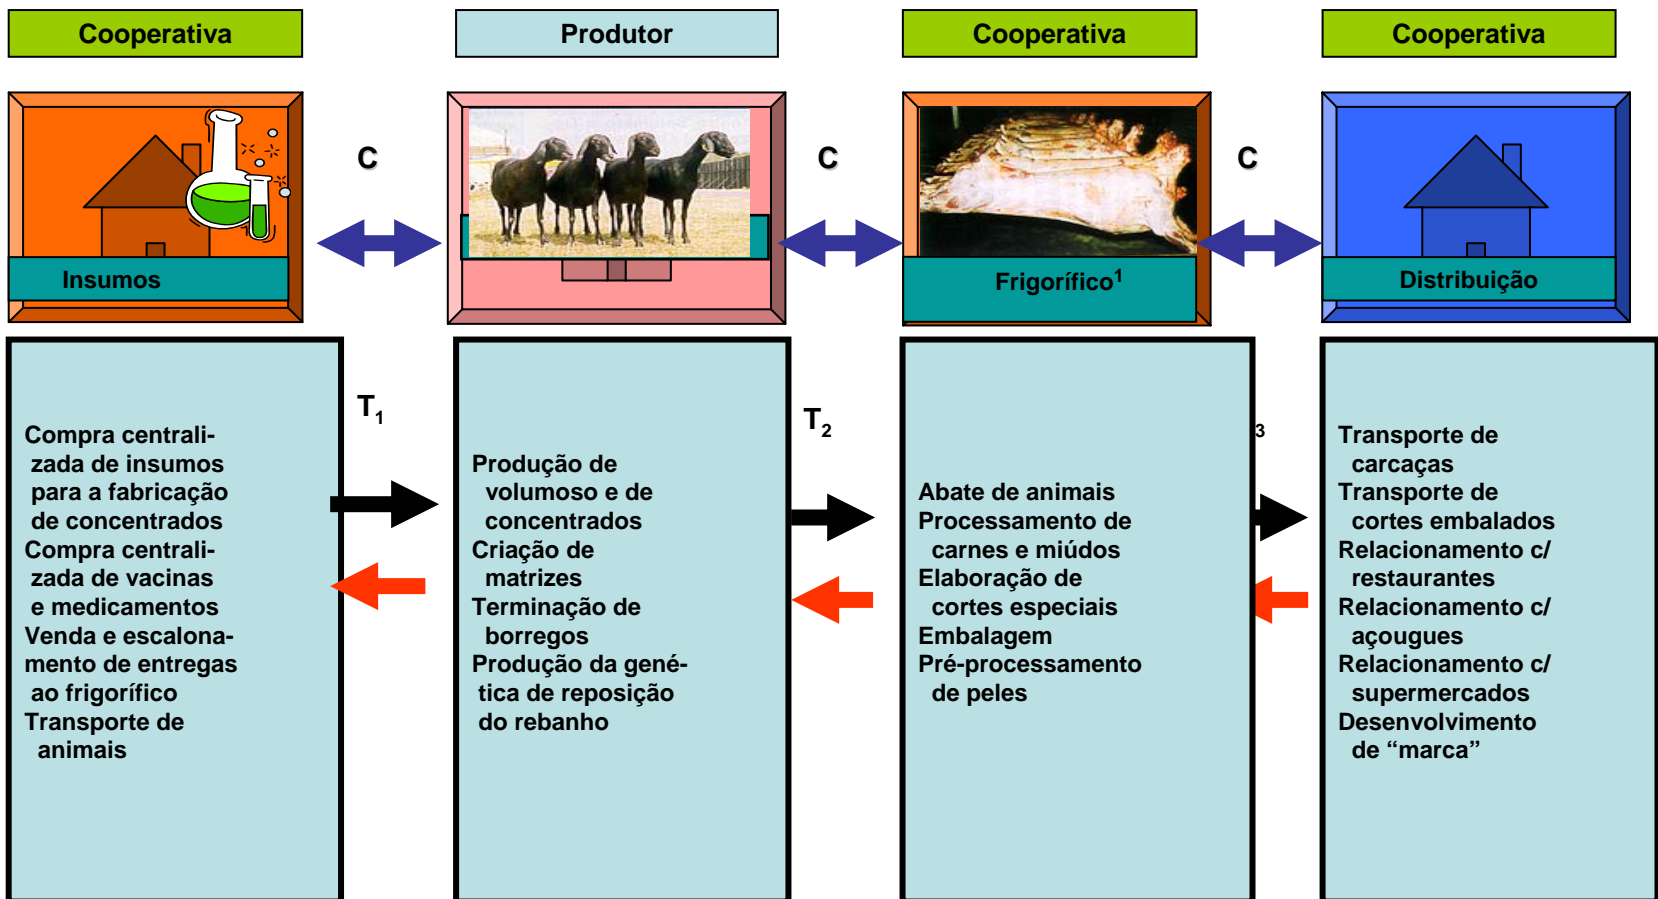 Cooperativa
Produtor
Cooperativa
Cooperativa
C
C
C
Insumos
Frigorífico¹
Distribuição
T₁
T₂
₃
Compra centrali-
zada de insumos
para a fabricação
de concentrados
Compra centrali-
zada de vacinas
e medicamentos
Venda e escalona-
mento de entregas
ao frigorífico
Transporte de
animais
Produção de
volumoso e de
concentrados
Criação de
matrizes
Terminação de
borregos
Produção da gené-
tica de reposição
do rebanho
Abate de animais
Processamento de
carnes e miúdos
Elaboração de
cortes especiais
Embalagem
Pré-processamento
de peles
Transporte de
carcaças
Transporte de
cortes embalados
Relacionamento c/
restaurantes
Relacionamento c/
açougues
Relacionamento c/
supermercados
Desenvolvimento
de “marca”